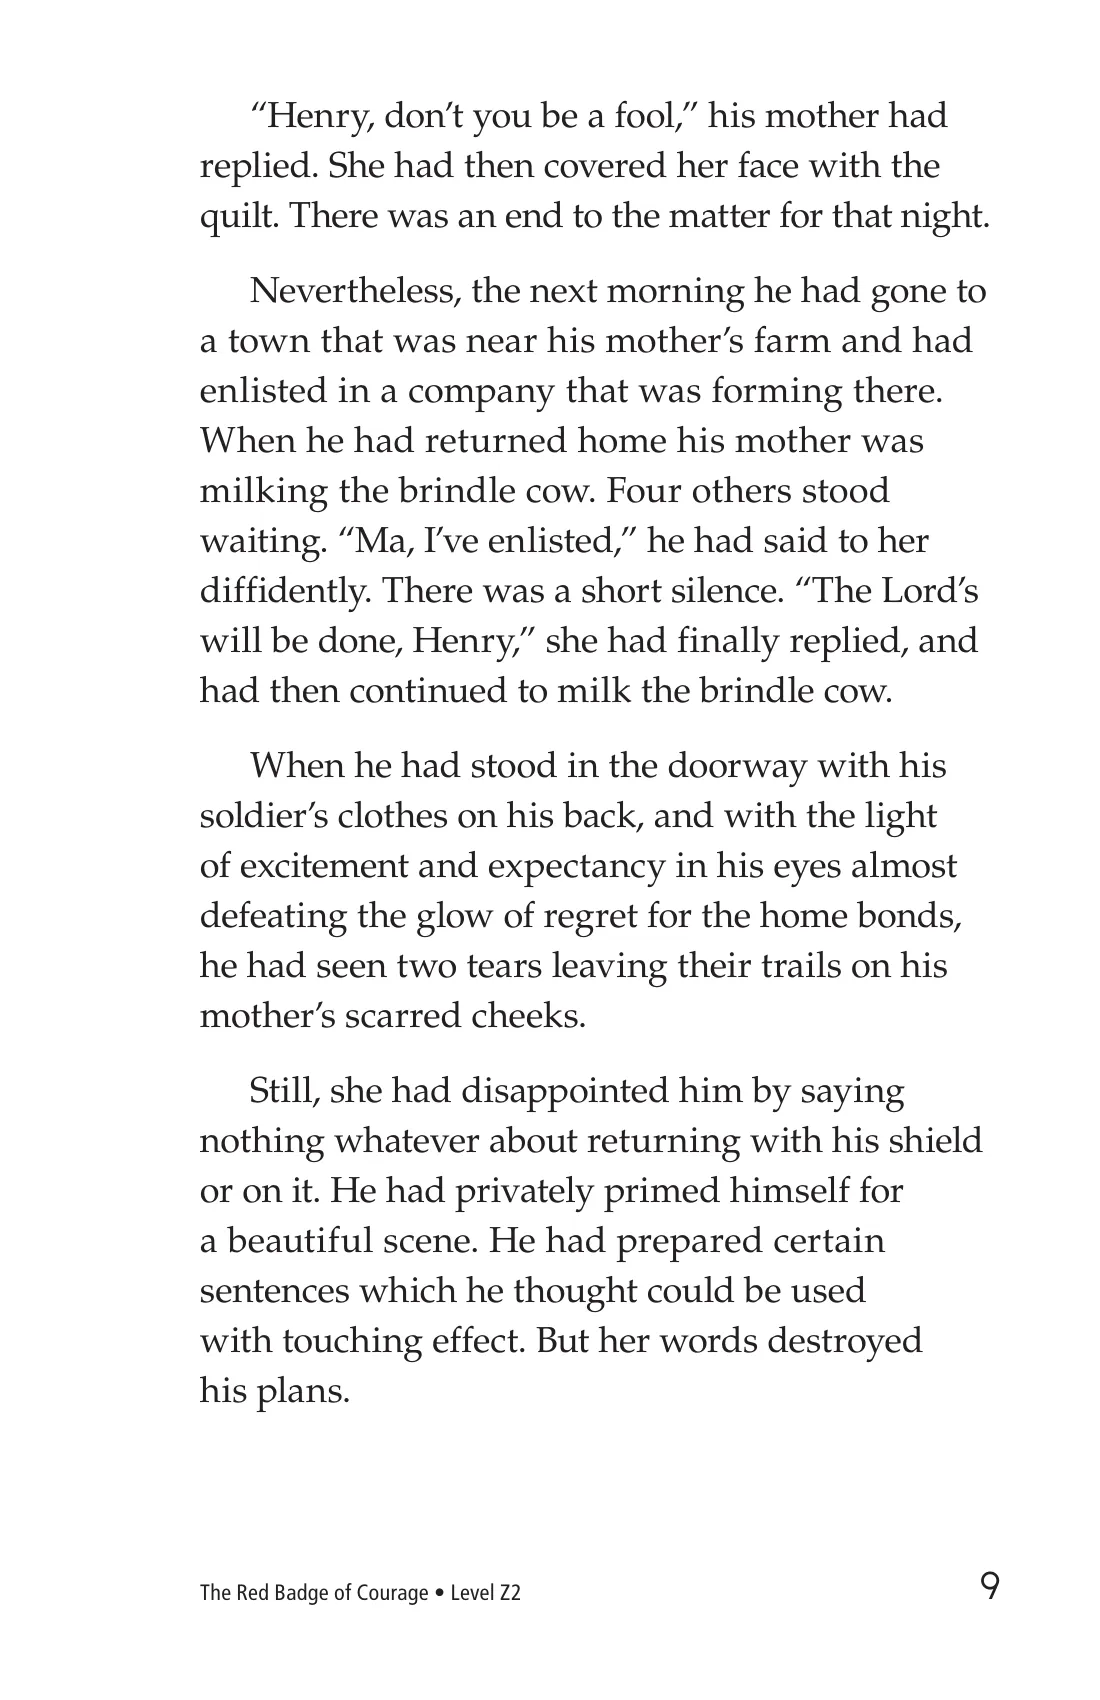 “Henry, don’t you be a fool,” his mother had
replied. She had then covered her face with the
quilt. There was an end to the matter for that night.
Nevertheless, the next morning he had gone to
a town that was near his mother’s farm and had
enlisted in a company that was forming there.
When he had returned home his mother was
milking the brindle cow. Four others stood
waiting. “Ma, I’ve enlisted,” he had said to her
diffidently. There was a short silence. “The Lord’s
will be done, Henry,” she had finally replied, and
had then continued to milk the brindle cow.
When he had stood in the doorway with his
soldier’s clothes on his back, and with the light
of excitement and expectancy in his eyes almost
defeating the glow of regret for the home bonds,
he had seen two tears leaving their trails on his
mother’s scarred cheeks.
Still, she had disappointed him by saying
nothing whatever about returning with his shield
or on it. He had privately primed himself for
a beautiful scene. He had prepared certain
sentences which he thought could be used
with touching effect. But her words destroyed
his plans.
The Red Badge of Courage • Level Z2
9